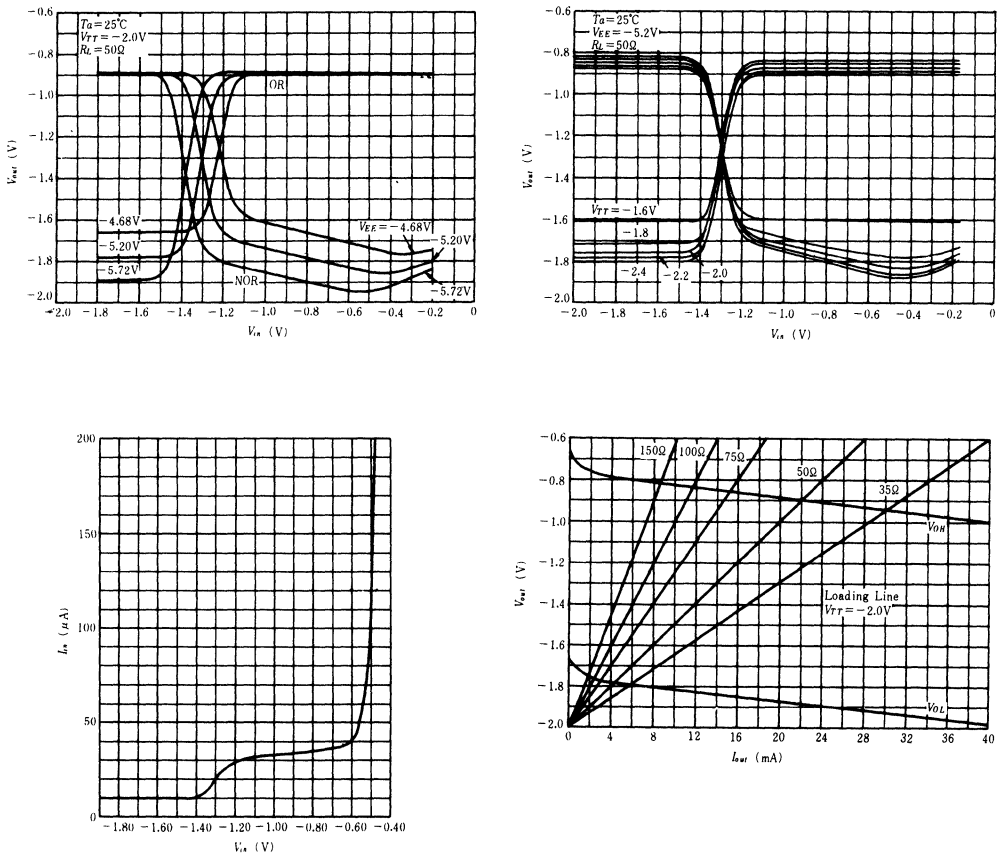 Ta=25°C
VTT=−2.0V
RL=50Ω
OR
NOR
−4.68V
−5.20V
−5.72V
VEE=−4.68V
−5.20V
−5.72V
−0.6
−0.8
−1.0
−1.2
−1.4
−1.6
−1.8
−2.0
Vout (V)
−2.0 −1.8 −1.6 −1.4 −1.2 −1.0 −0.8 −0.6 −0.4 −0.2 0
Vin (V)
Ta=25°C
VEE=−5.2V
RL=50Ω
VTT=−1.6V
−1.8
−2.4 −2.2 −2.0
−0.6
−0.8
−1.0
−1.2
−1.4
−1.6
−1.8
−2.0
Vout (V)
−2.0 −1.8 −1.6 −1.4 −1.2 −1.0 −0.8 −0.6 −0.4 −0.2 0
Vin (V)
200
150
100
50
0
Iin (μA)
−1.80 −1.60 −1.40 −1.20 −1.00 −0.80 −0.60 −0.40
Vin (V)
150Ω 100Ω 75Ω 50Ω 35Ω
VOH
Loading Line
VTT=−2.0V
VOL
−0.6
−0.8
−1.0
−1.2
−1.4
−1.6
−1.8
−2.0
Vout (V)
0 4 8 12 16 20 24 28 32 36 40
Iout (mA)